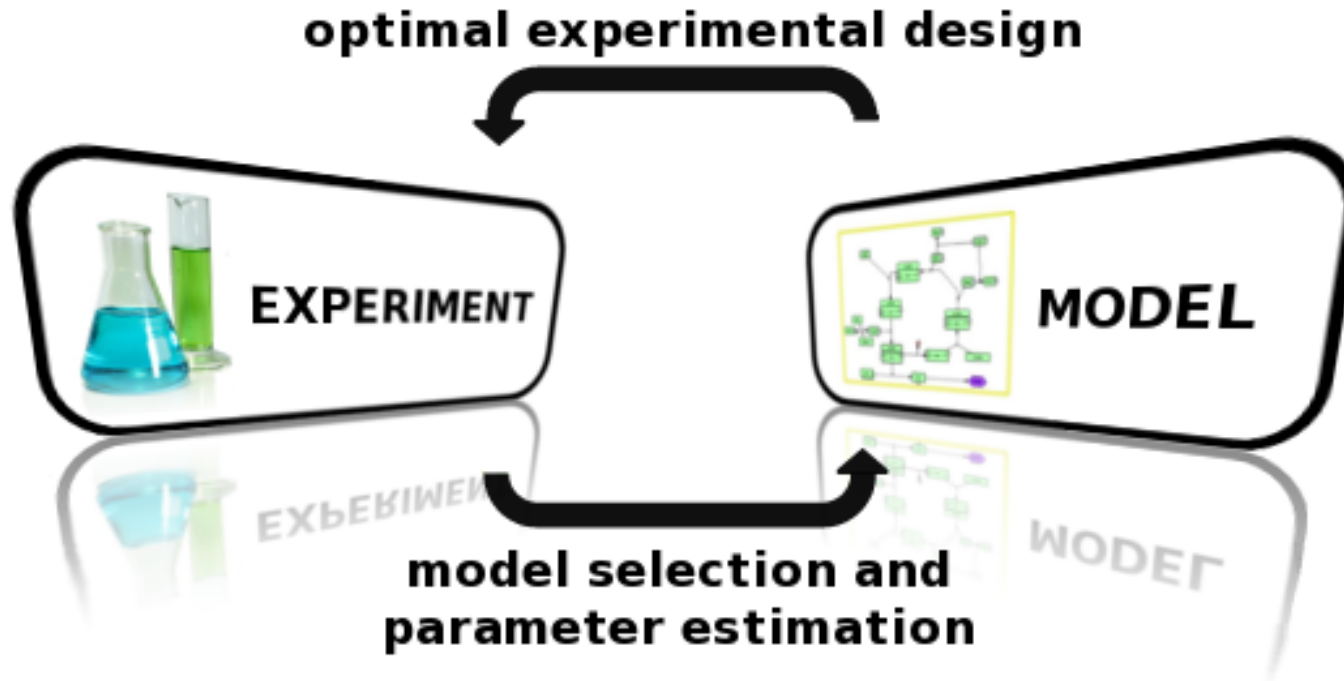 optimal experimental design
EXPERIMENT
MODEL
model selection and
parameter estimation